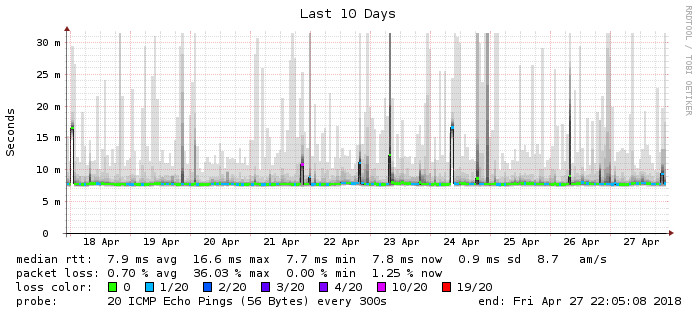 Last 10 Days
RRDTOOL / TOBI OETIKER
Seconds
30 m
25 m
20 m
15 m
10 m
5 m
0
18 Apr 19 Apr 20 Apr 21 Apr 22 Apr 23 Apr 24 Apr 25 Apr 26 Apr 27 Apr
median rtt: 7.9 ms avg 16.6 ms max 7.7 ms min 7.8 ms now 0.9 ms sd 8.7 am/s
packet loss: 0.70 % avg 36.03 % max 0.00 % min 1.25 % now
loss color: 0 1/20 2/20 3/20 4/20 10/20 19/20
probe: 20 ICMP Echo Pings (56 Bytes) every 300s end: Fri Apr 27 22:05:08 2018